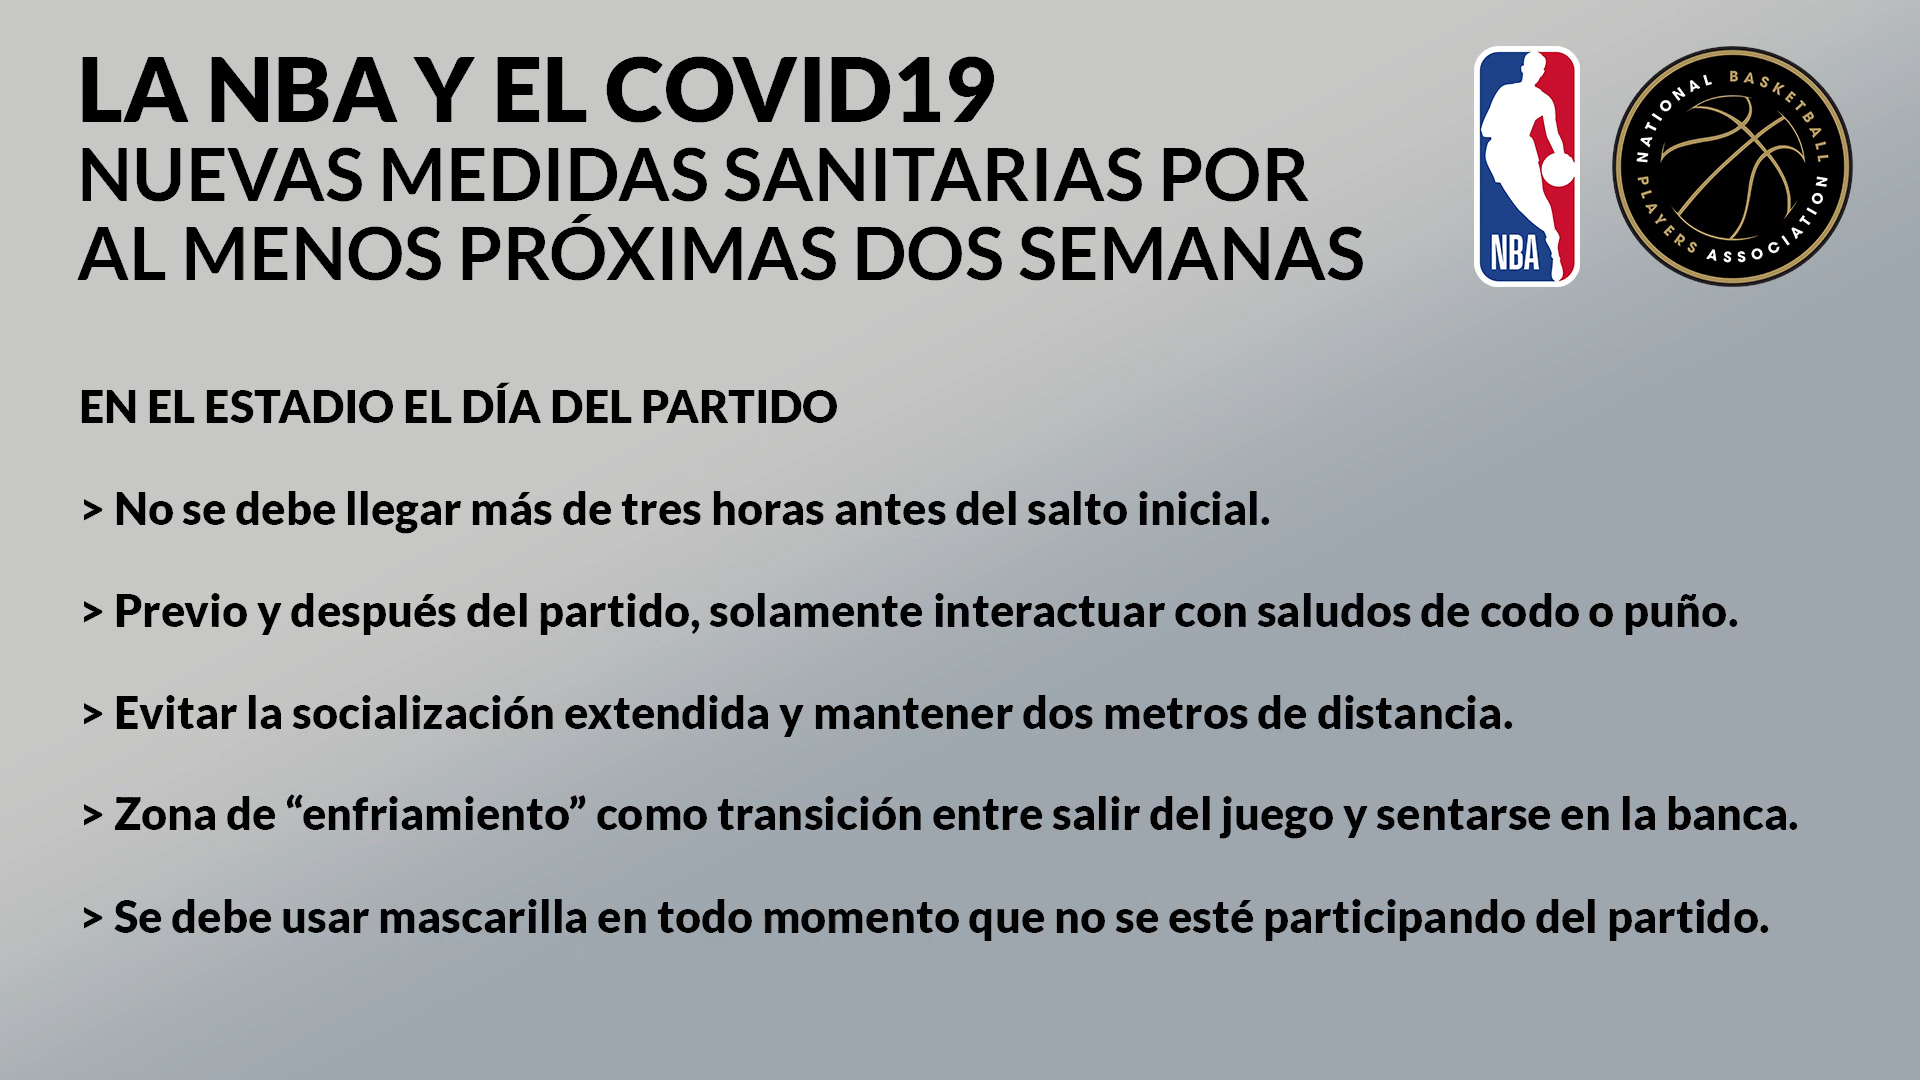 LA NBA Y EL COVID19
NUEVAS MEDIDAS SANITARIAS POR
AL MENOS PRÓXIMAS DOS SEMANAS
NBA
NATIONAL BASKETBALL
PLAYERS ASSOCIATION
EN EL ESTADIO EL DÍA DEL PARTIDO
> No se debe llegar más de tres horas antes del salto inicial.
> Previo y después del partido, solamente interactuar con saludos de codo o puño.
> Evitar la socialización extendida y mantener dos metros de distancia.
> Zona de “enfriamiento” como transición entre salir del juego y sentarse en la banca.
> Se debe usar mascarilla en todo momento que no se esté participando del partido.